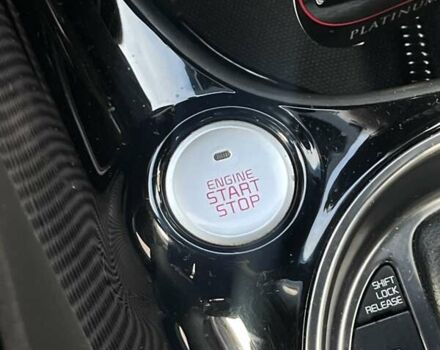 PLATINUM
ENGINE
START
STOP
SHIFT
LOCK
RELEASE